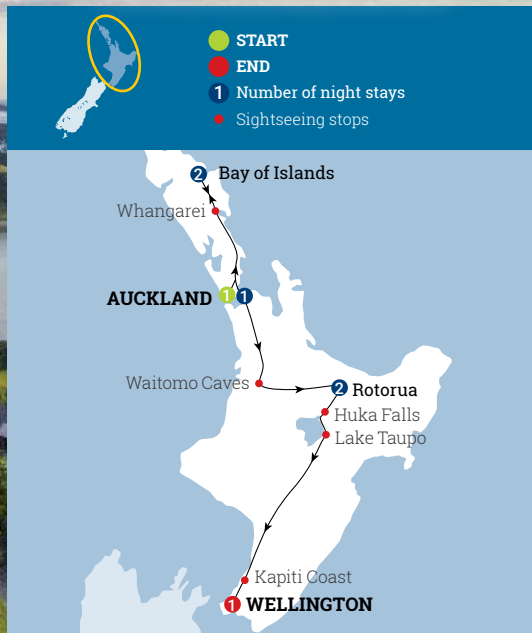 START
END
1 Number of night stays
Sightseeing stops
2 Bay of Islands
Whangarei
AUCKLAND 1 1
Waitomo Caves
2 Rotorua
Huka Falls
Lake Taupo
Kapiti Coast
1 WELLINGTON